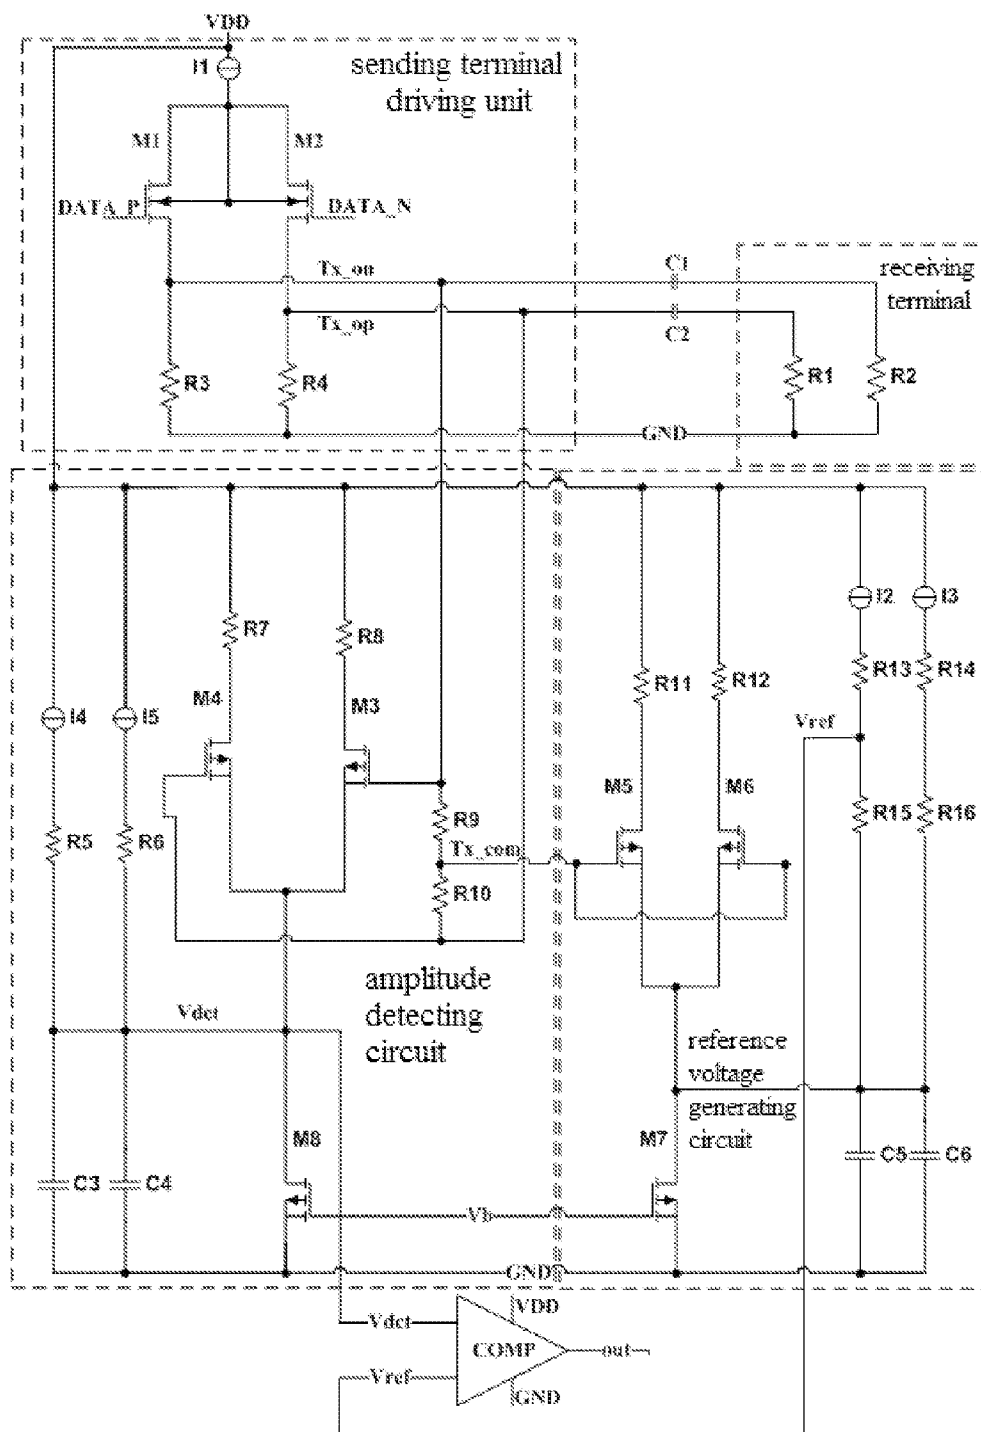 VDD
I1
sending terminal
driving unit
M1
M2
DATA_P
DATA_N
Tx_on
C1
receiving
terminal
Tx_op
C2
R3
R4
R1
R2
GND
I2
I3
R7
R8
R11
R12
R13
R14
M4
M3
I4
I5
Vref
M5
M6
R5
R6
R9
R15
R16
Tx_com
R10
amplitude
detecting
circuit
Vdct
reference
voltage
generating
circuit
M8
M7
C3
C4
C5
C6
Vb
GND
VDD
Vdct
COMP
out
Vref
GND